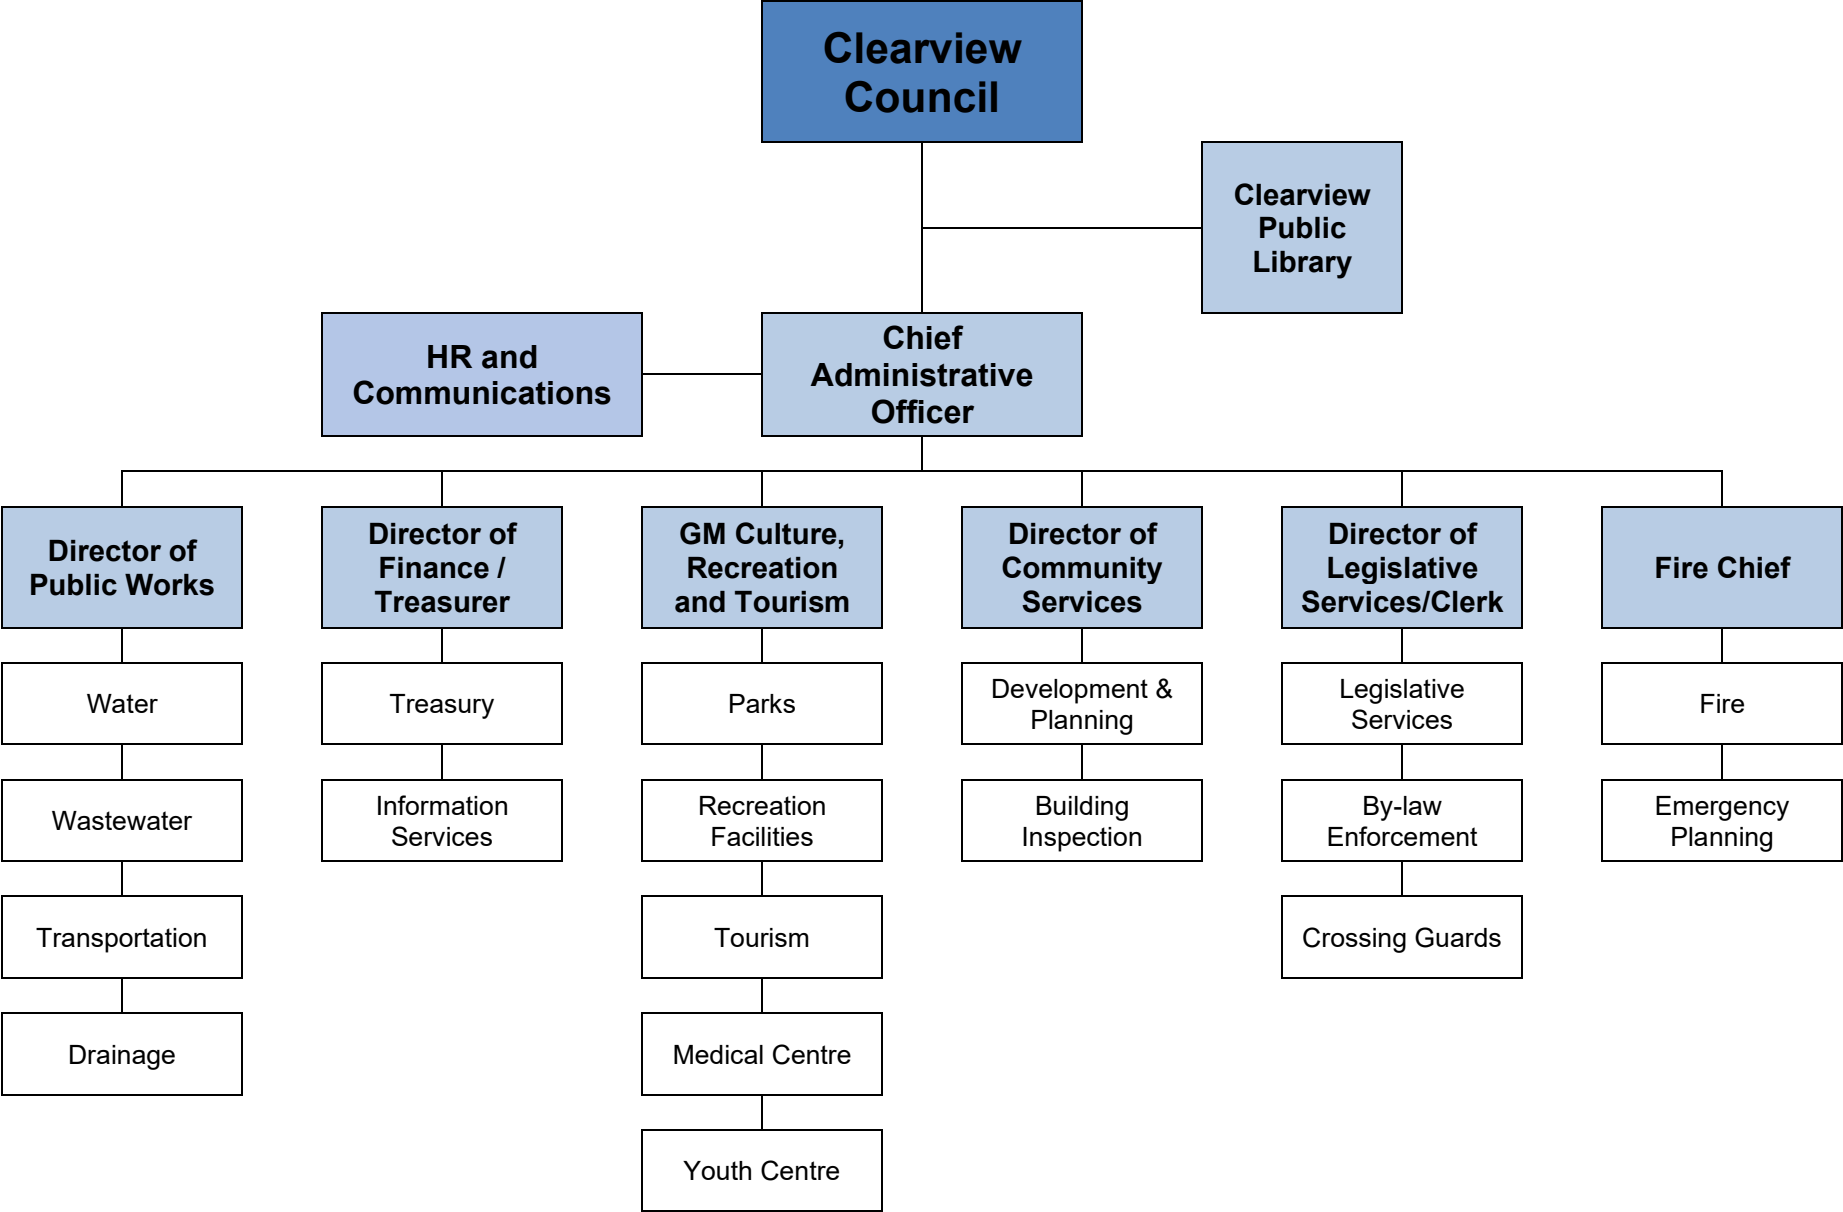 Clearview
Council
Clearview
Public
Library
HR and
Communications
Chief
Administrative
Officer
Director of
Public Works
Director of
Finance /
Treasurer
GM Culture,
Recreation
and Tourism
Director of
Community
Services
Director of
Legislative
Services/Clerk
Fire Chief
Water
Treasury
Parks
Development &
Planning
Legislative
Services
Fire
Wastewater
Information
Services
Recreation
Facilities
Building
Inspection
By-law
Enforcement
Emergency
Planning
Transportation
Tourism
Crossing Guards
Drainage
Medical Centre
Youth Centre